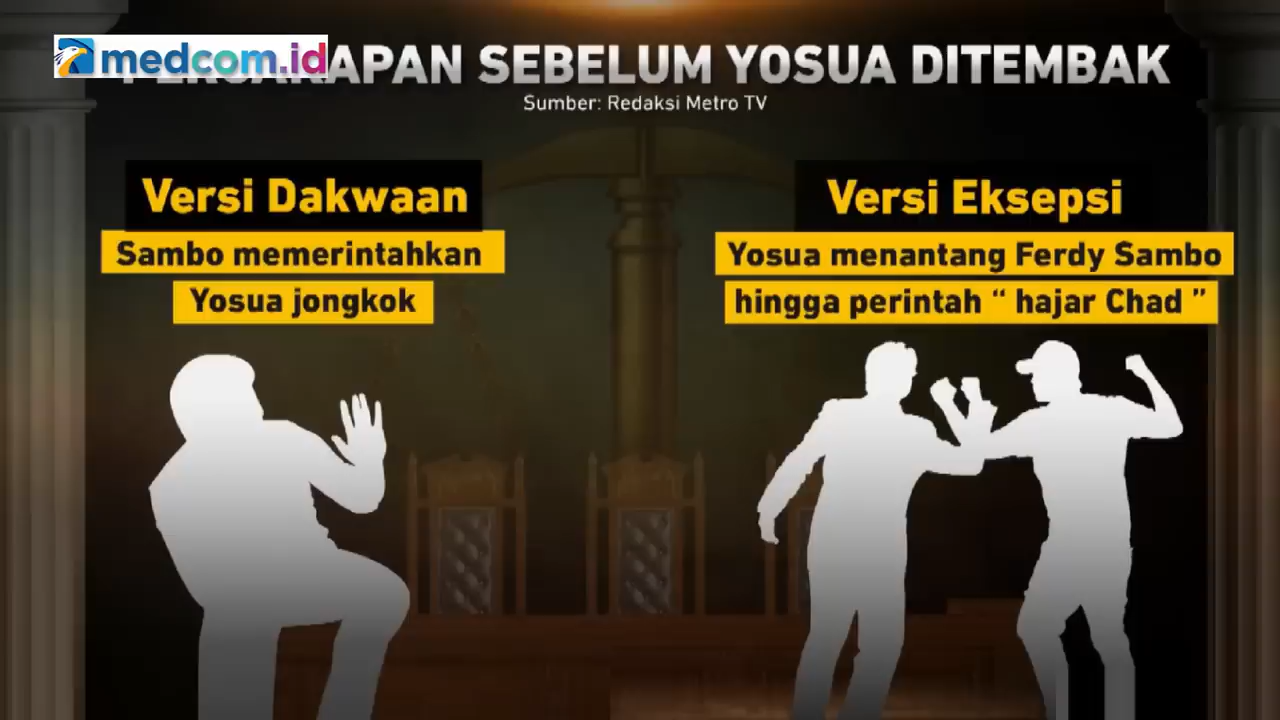 medcom.id
SEBELUM YOSUA DITEMBAK
Sumber: Redaksi Metro TV
Versi Dakwaan
Sambo memerintahkan
Yosua jongkok
Versi Eksepsi
Yosua menantang Ferdy Sambo
hingga perintah “ hajar Chad ”